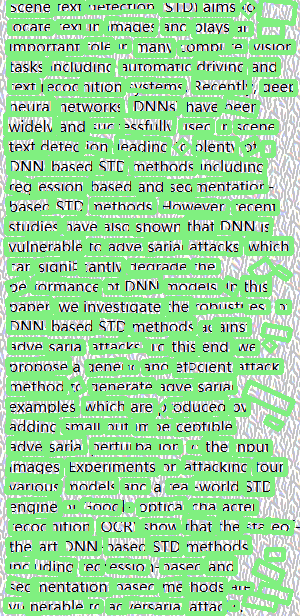 Scene text detection (STD) aims to
locate text in images and plays an
important role in many computer vision
tasks including automatic driving and
text recognition systems. Recently, deep
neural networks (DNNs) have been
widely and successfully used in scene
text detection, leading to plenty of
DNN-based STD methods including
regression-based and segmentation-
based STD methods. However, recent
studies have also shown that DNN is
vulnerable to adversarial attacks, which
can significantly degrade the
performance of DNN models. In this
paper, we investigate the robustness of
DNN-based STD methods against
adversarial attacks. To this end, we
propose a generic and efficient attack
method to generate adversarial
examples, which are produced by
adding small but imperceptible
adversarial perturbation to the input
images. Experiments on attacking four
various models and a real-world STD
engine of Google optical character
recognition (OCR) show that the state-of-
the-art DNN-based STD methods
including regression-based and
segmentation-based methods are
vulnerable to adversarial attacks.